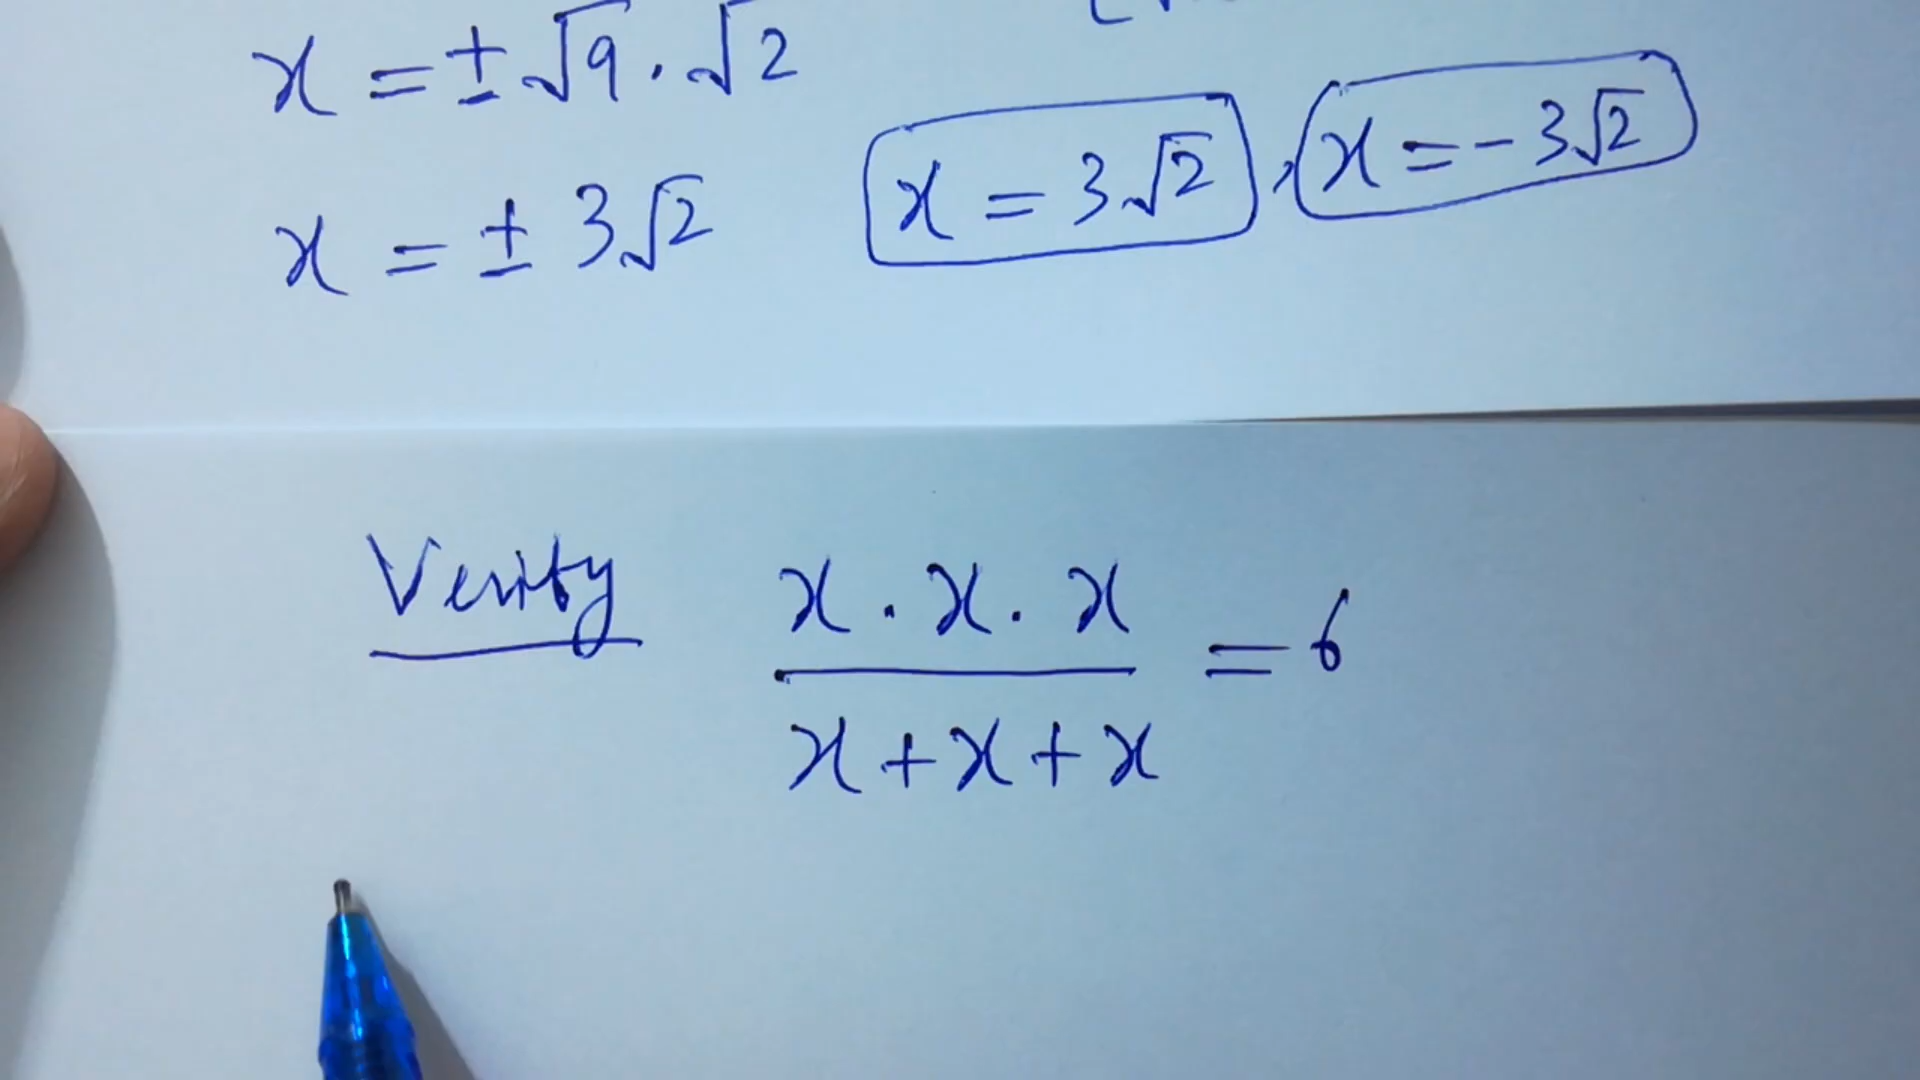 x = ± √9 . √2
x = ± 3√2
x = 3√2 , x = - 3√2
Verify x . x . x / x + x + x = 6